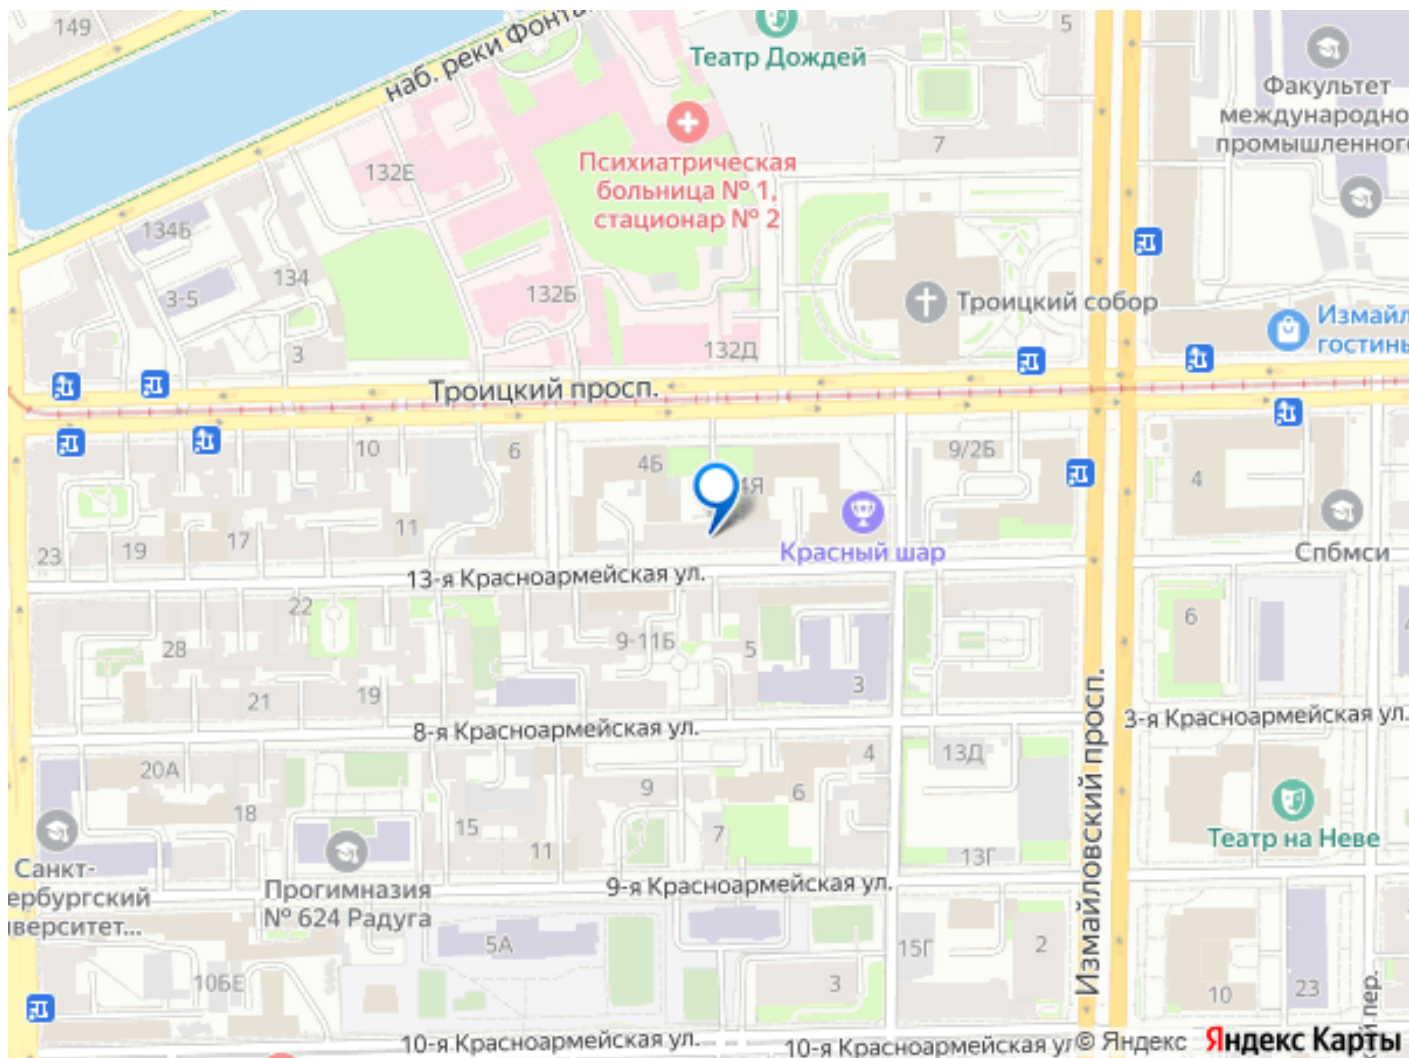 149
наб. реки Фонта
Театр Дождей
5
Факультет
международно
промышленного
7
Психиатрическая
больница № 1,
стационар № 2
132Е
134Б
134
3-5
132Б
3
132Д
Троицкий собор
Измайл
гостинь
Троицкий просп.
10
6
4Б
4Я
9/2Б
4
11
17
19
23
Красный шар
Спбмси
13-я Красноармейская ул.
22
28
9-11Б
5
6
21
19
3
8-я Красноармейская ул.
3-я Красноармейская ул.
20А
4
13Д
9
6
18
15
7
11
13Г
Театр на Неве
Измайловский просп.
Санкт-
ербургский
иверситет...
Прогимназия
№ 624 Радуга
9-я Красноармейская ул.
5А
15Г
2
10БЕ
3
10
23
й пер.
10-я Красноармейская ул.
10-я Красноармейская ул
© Яндекс Яндекс Карты